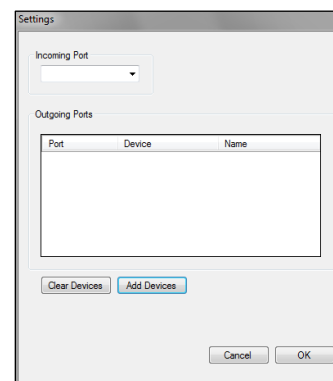 Settings
Incoming Port
Outgoing Ports
Port Device Name
Clear Devices Add Devices
Cancel OK